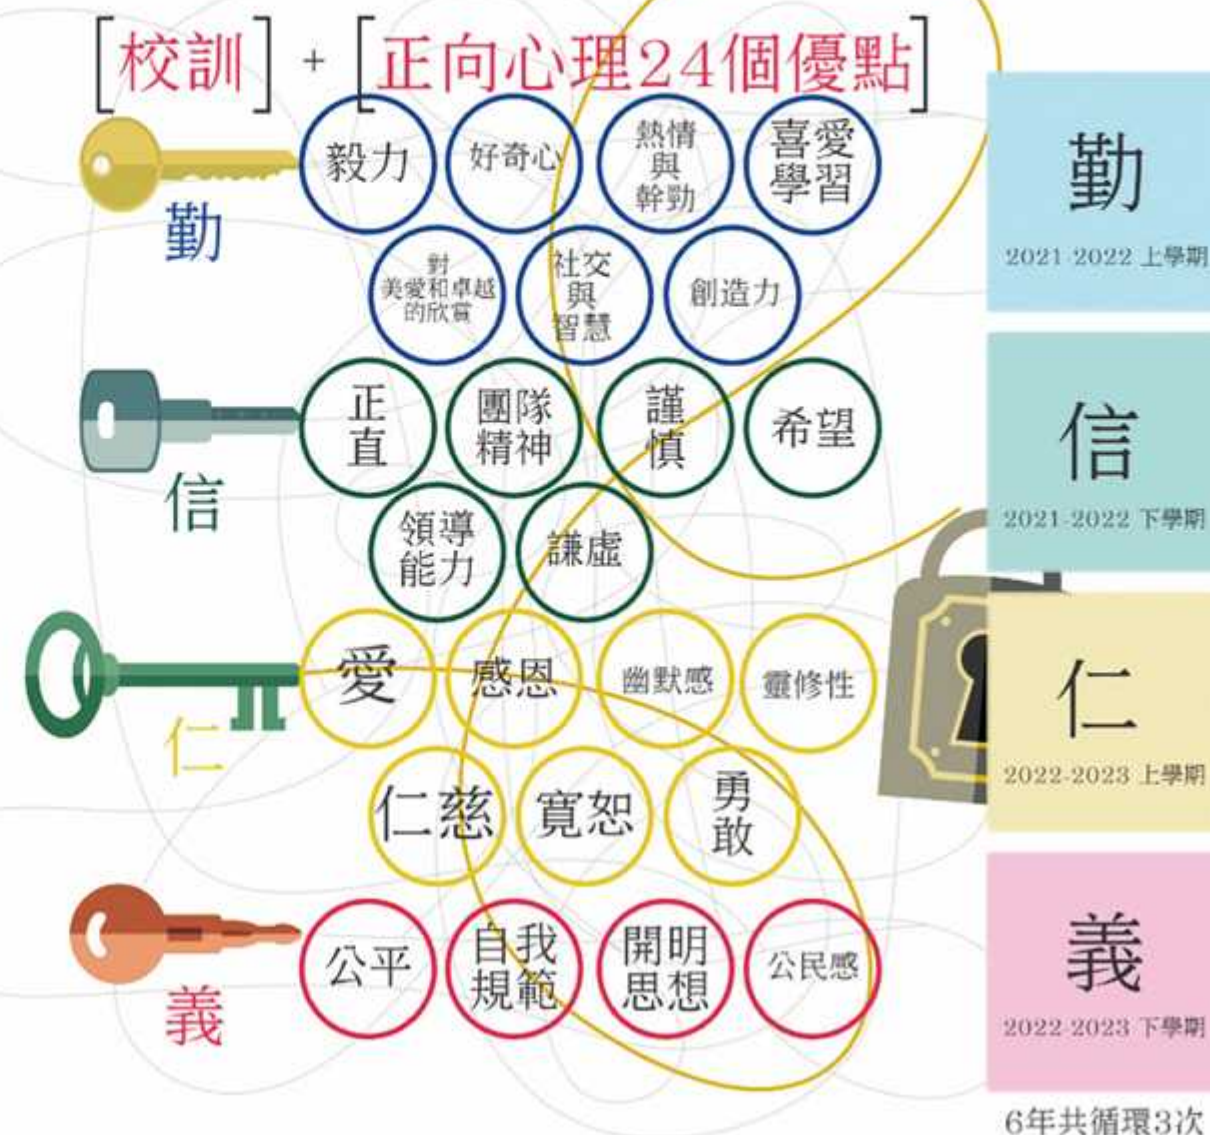 [校訓] + [正向心理24個優點]
勤
毅力
好奇心
熱情
與
幹勁
喜愛
學習
對
美愛和卓越
的欣賞
社交
與
智慧
創造力
信
正
直
團隊
精神
謹
慎
希望
領導
能力
謙虛
仁
愛
感恩
幽默感
靈修性
仁慈
寬恕
勇
敢
義
公平
自我
規範
開明
思想
公民感
勤
2021-2022 上學期
信
2021-2022 下學期
仁
2022-2023 上學期
義
2022-2023 下學期
6年共循環3次